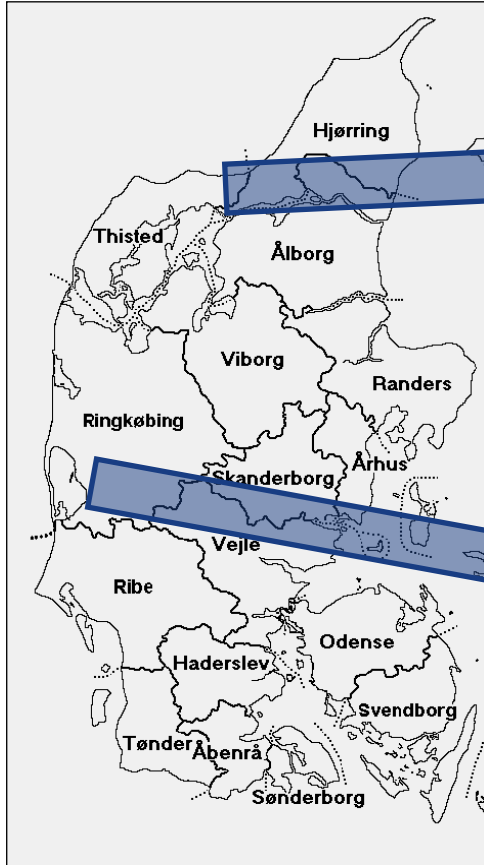 Hjørring
Thisted
Ålborg
Viborg
Randers
Ringkøbing
Århus
Skanderborg
Vejle
Ribe
Odense
Haderslev
Svendborg
Tønder
Åbenrå
Sønderborg